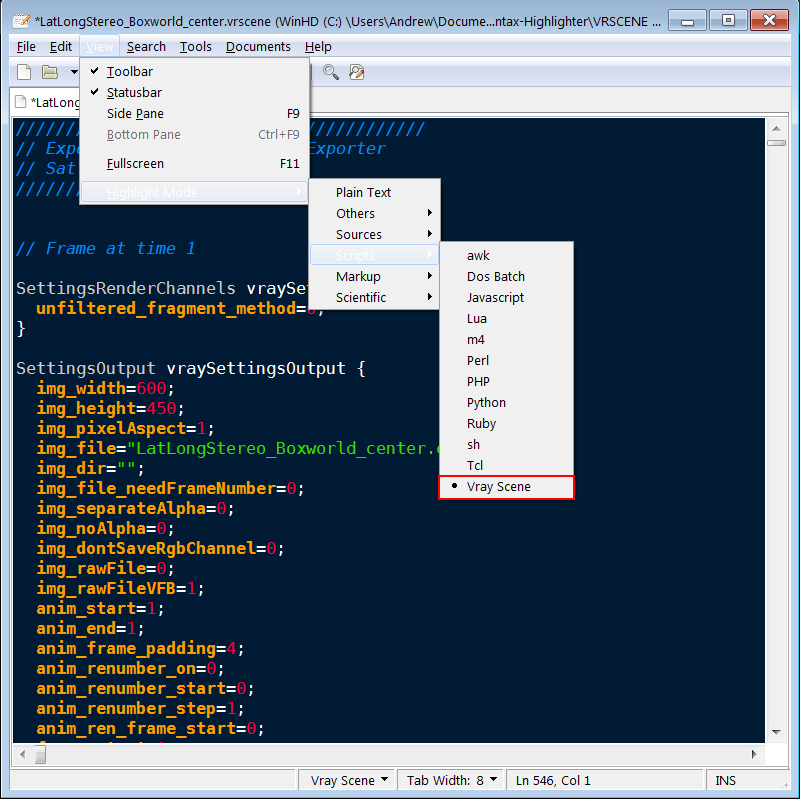 *LatLongStereo_Boxworld_center.vrscene (WinHD (C:) \Users\Andrew\Docume...ntax-Highlighter\VRSCENE ...
File Edit View Search Tools Documents Help
Toolbar
Statusbar
Side Pane F9
Bottom Pane Ctrl+F9
Fullscreen F11
Highlight Mode
Plain Text
Others
Sources
Scripts
Markup
Scientific
awk
Dos Batch
Javascript
Lua
m4
Perl
PHP
Python
Ruby
sh
Tcl
Vray Scene
*LatLong
// Exporter
// Sat
// Frame at time 1
SettingsRenderChannels
unfiltered_fragment_method=0;
}
SettingsOutput vraySettingsOutput {
img_width=600;
img_height=450;
img_pixelAspect=1;
img_file="LatLongStereo_Boxworld_center.
img_dir="";
img_file_needFrameNumber=0;
img_separateAlpha=0;
img_noAlpha=0;
img_dontSaveRgbChannel=0;
img_rawFile=0;
img_rawFileVFB=1;
anim_start=1;
anim_end=1;
anim_frame_padding=4;
anim_renumber_on=0;
anim_renumber_start=0;
anim_renumber_step=1;
anim_ren_frame_start=0;
Vray Scene Tab Width: 8 Ln 546, Col 1 INS